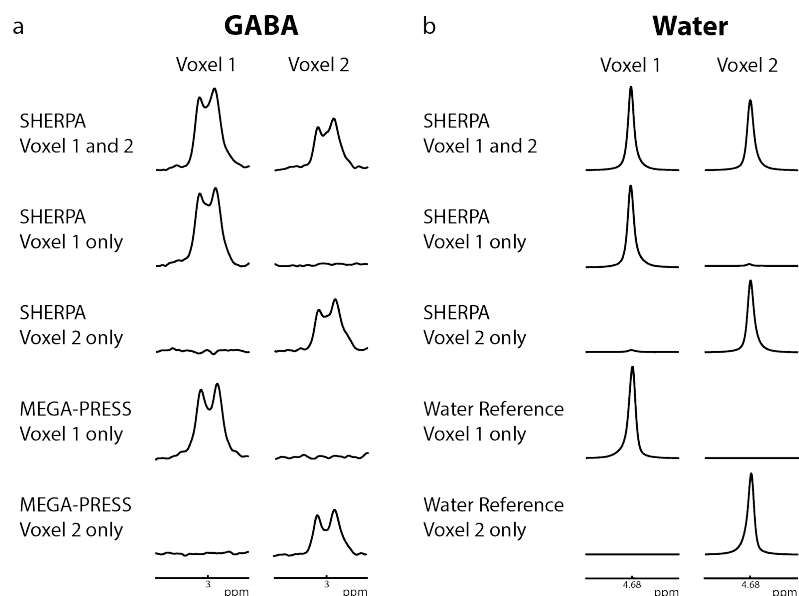 a
GABA
b
Water
Voxel 1
Voxel 2
Voxel 1
Voxel 2
SHERPA
Voxel 1 and 2
SHERPA
Voxel 1 and 2
SHERPA
Voxel 1 only
SHERPA
Voxel 1 only
SHERPA
Voxel 2 only
SHERPA
Voxel 2 only
MEGA-PRESS
Voxel 1 only
Water Reference
Voxel 1 only
MEGA-PRESS
Voxel 2 only
Water Reference
Voxel 2 only
3
ppm
3
ppm
4.68
ppm
4.68
ppm